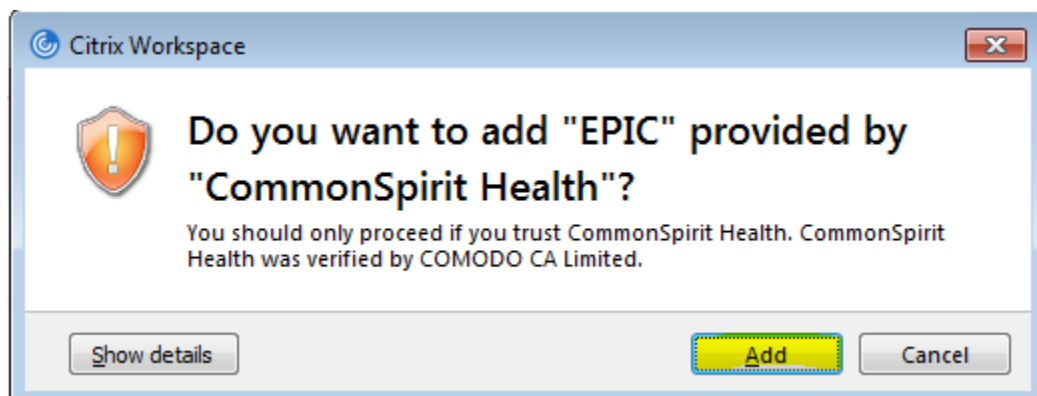 Citrix Workspace
Do you want to add "EPIC" provided by
"CommonSpirit Health"?
You should only proceed if you trust CommonSpirit Health. CommonSpirit
Health was verified by COMODO CA Limited.
Show details
Add
Cancel